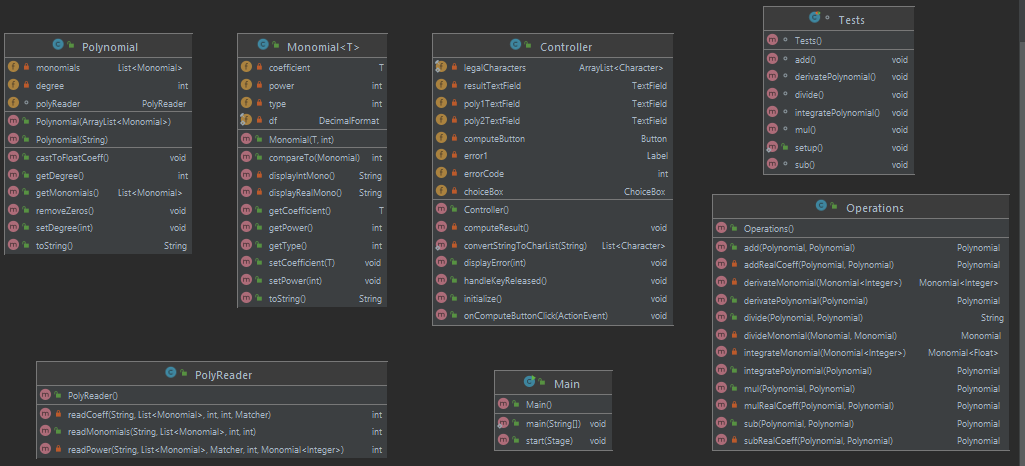 Polynomial
monomials List<Monomial>
degree int
polyReader PolyReader
Polynomial(ArrayList<Monomial>)
Polynomial(String)
castToFloatCoeff() void
getDegree() int
getMonomials() List<Monomial>
removeZeros() void
setDegree(int) void
toString() String
Monomial<T>
coefficient T
power int
type int
df DecimalFormat
Monomial(T, int)
compareTo(Monomial) int
displayIntMono() String
displayRealMono() String
getCoefficient() T
getPower() int
getType() int
setCoefficient(T) void
setPower(int) void
toString() String
Controller
legalCharacters ArrayList<Character>
resultTextField TextField
poly1TextField TextField
poly2TextField TextField
computeButton Button
error1 Label
errorCode int
choiceBox ChoiceBox
Controller()
computeResult() void
convertStringToCharList(String) List<Character>
displayError(int) void
handleKeyReleased() void
initialize() void
onComputeButtonClick(ActionEvent) void
Tests
Tests()
add() void
derivatePolynomial() void
divide() void
integratePolynomial() void
mul() void
setup() void
sub() void
Operations
Operations()
add(Polynomial, Polynomial) Polynomial
addRealCoeff(Polynomial, Polynomial) Polynomial
derivateMonomial(Monomial<Integer>) Monomial<Integer>
derivatePolynomial(Polynomial) Polynomial
divide(Polynomial, Polynomial) String
divideMonomial(Monomial, Monomial) Monomial
integrateMonomial(Monomial<Integer>) Monomial<Float>
integratePolynomial(Polynomial) Polynomial
mul(Polynomial, Polynomial) Polynomial
mulRealCoeff(Polynomial, Polynomial) Polynomial
sub(Polynomial, Polynomial) Polynomial
subRealCoeff(Polynomial, Polynomial) Polynomial
PolyReader
PolyReader()
readCoeff(String, List<Monomial>, int, int, Matcher) int
readMonomials(String, List<Monomial>, int, int) int
readPower(String, List<Monomial>, Matcher, int, Monomial<Integer>) int
Main
Main()
main(String[]) void
start(Stage) void